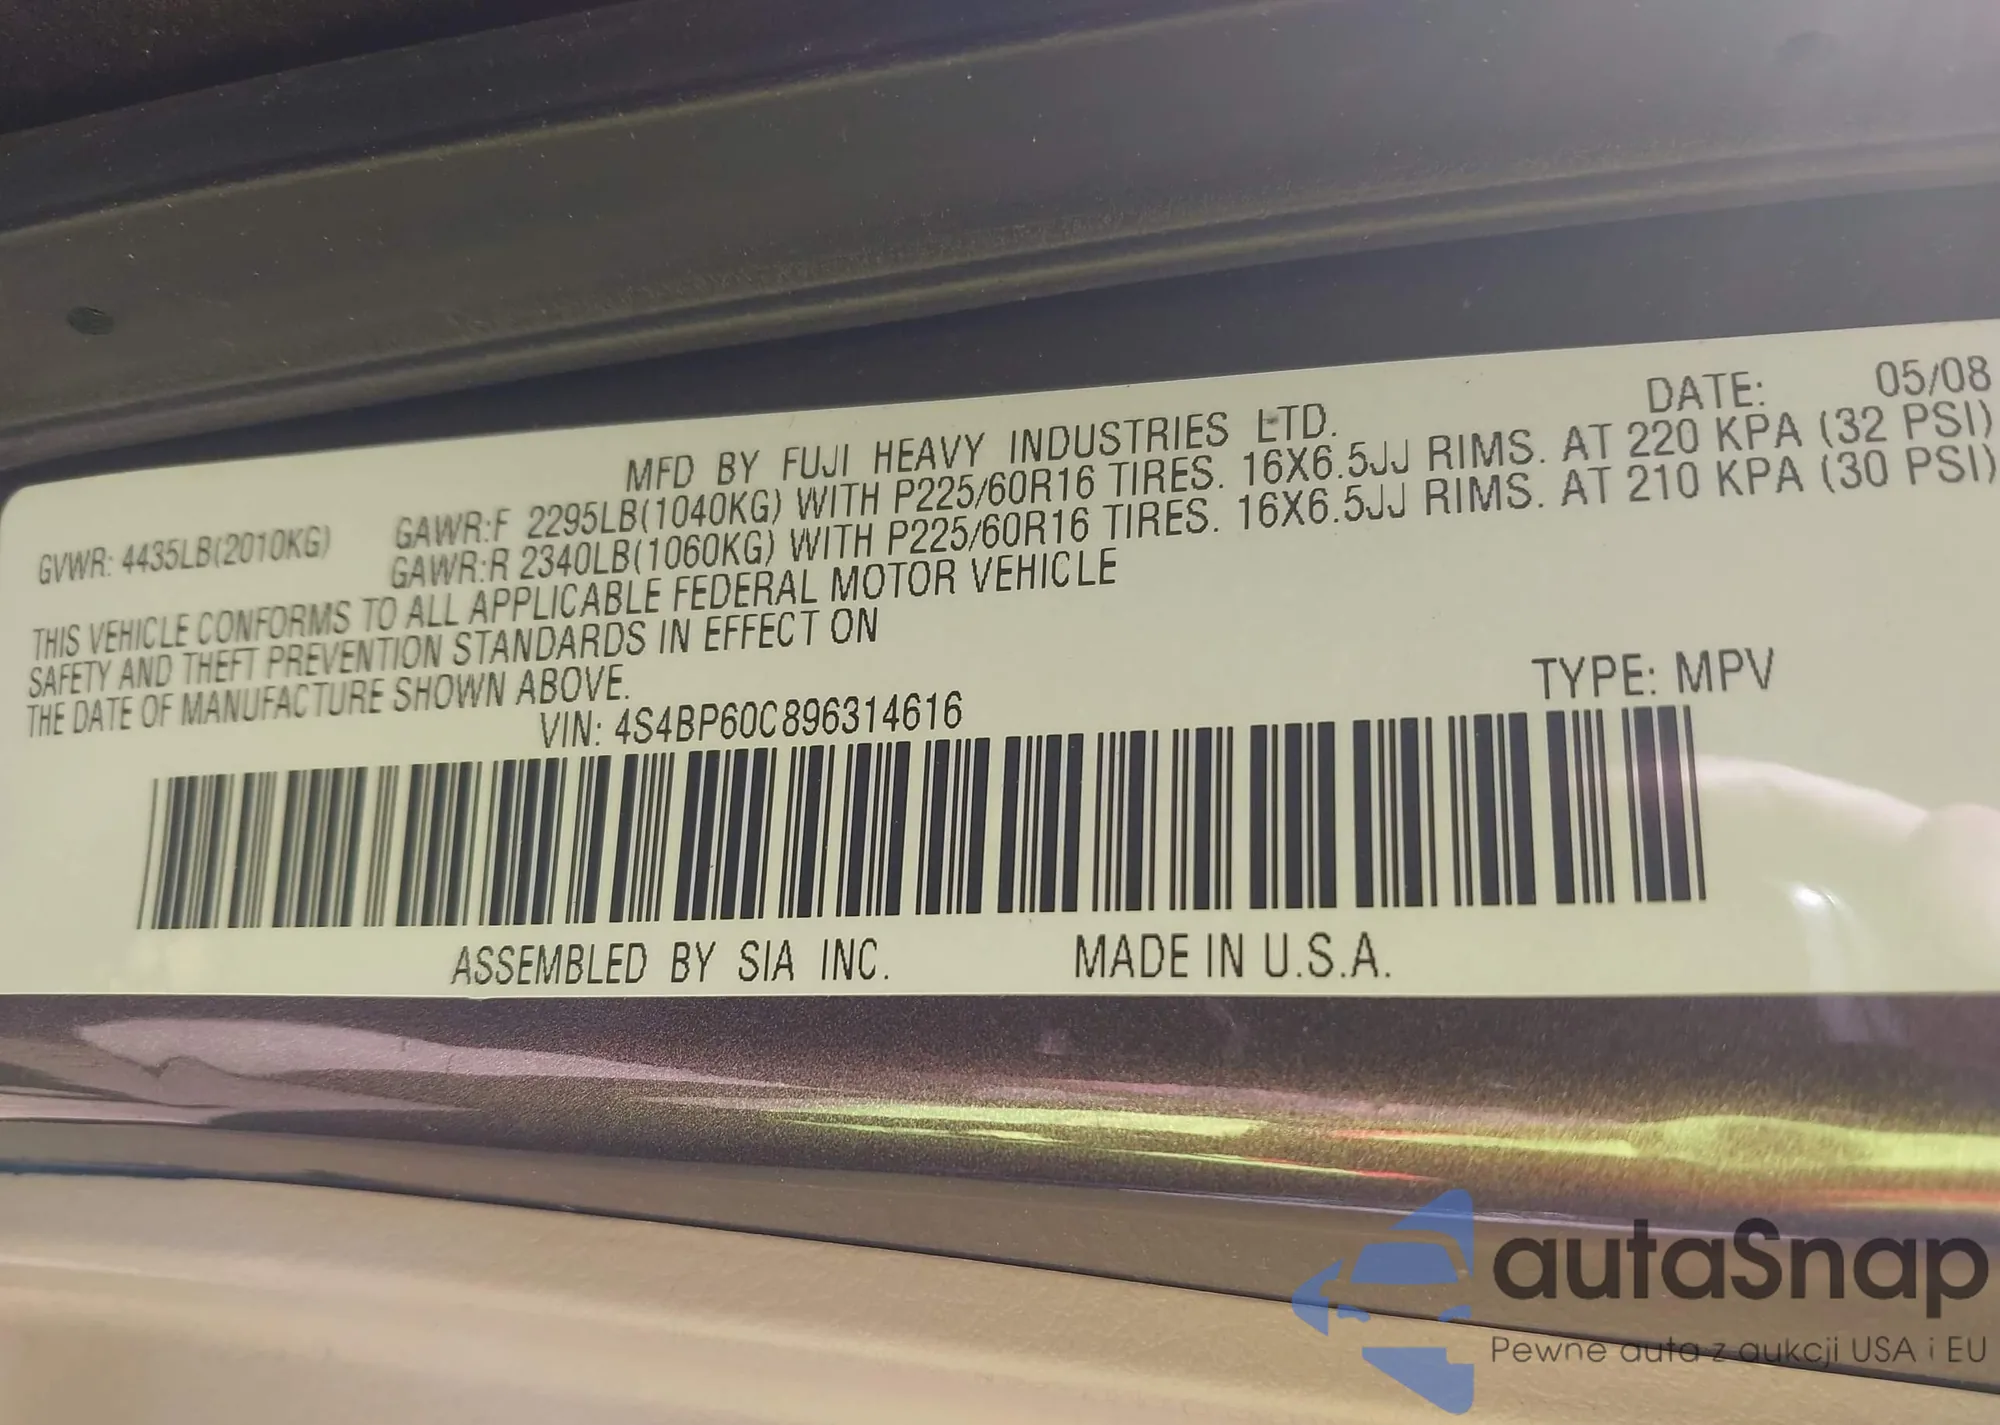 MFD BY FUJI HEAVY INDUSTRIES LTD. DATE: 05/08
GVWR: 4435LB(2010KG) GAWR:F 2295LB(1040KG) WITH P225/60R16 TIRES. 16X6.5JJ RIMS. AT 220 KPA (32 PSI)
GAWR:R 2340LB(1060KG) WITH P225/60R16 TIRES. 16X6.5JJ RIMS. AT 210 KPA (30 PSI)
THIS VEHICLE CONFORMS TO ALL APPLICABLE FEDERAL MOTOR VEHICLE
SAFETY AND THEFT PREVENTION STANDARDS IN EFFECT ON
THE DATE OF MANUFACTURE SHOWN ABOVE.
VIN: 4S4BP60C896314616 TYPE: MPV
ASSEMBLED BY SIA INC. MADE IN U.S.A.
autaSnap
Pewne auta z aukcji USA i EU